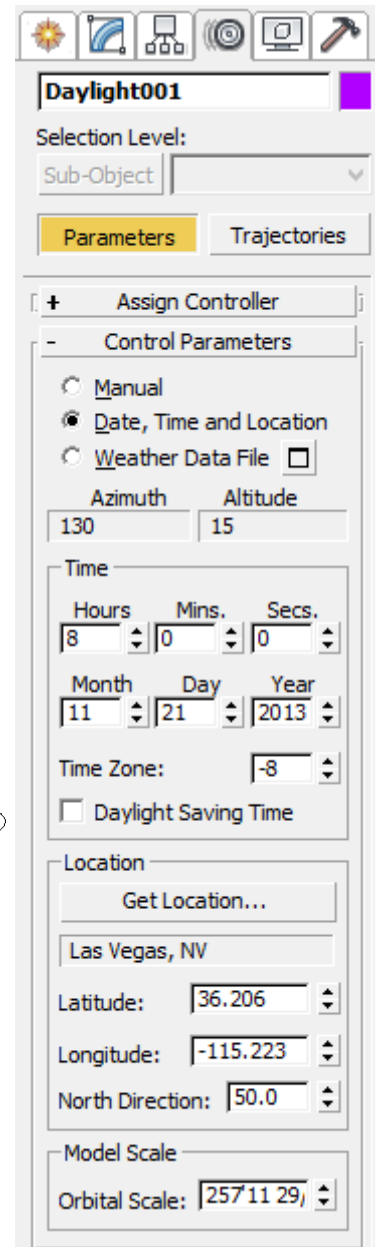 Daylight001
Selection Level:
Sub-Object
Parameters Trajectories
+ Assign Controller
- Control Parameters
Manual
Date, Time and Location
Weather Data File
Azimuth Altitude
130 15
Time
Hours Mins. Secs.
8 0 0
Month Day Year
11 21 2013
Time Zone: -8
Daylight Saving Time
Location
Get Location...
Las Vegas, NV
Latitude: 36.206
Longitude: -115.223
North Direction: 50.0
Model Scale
Orbital Scale: 257'11 29/